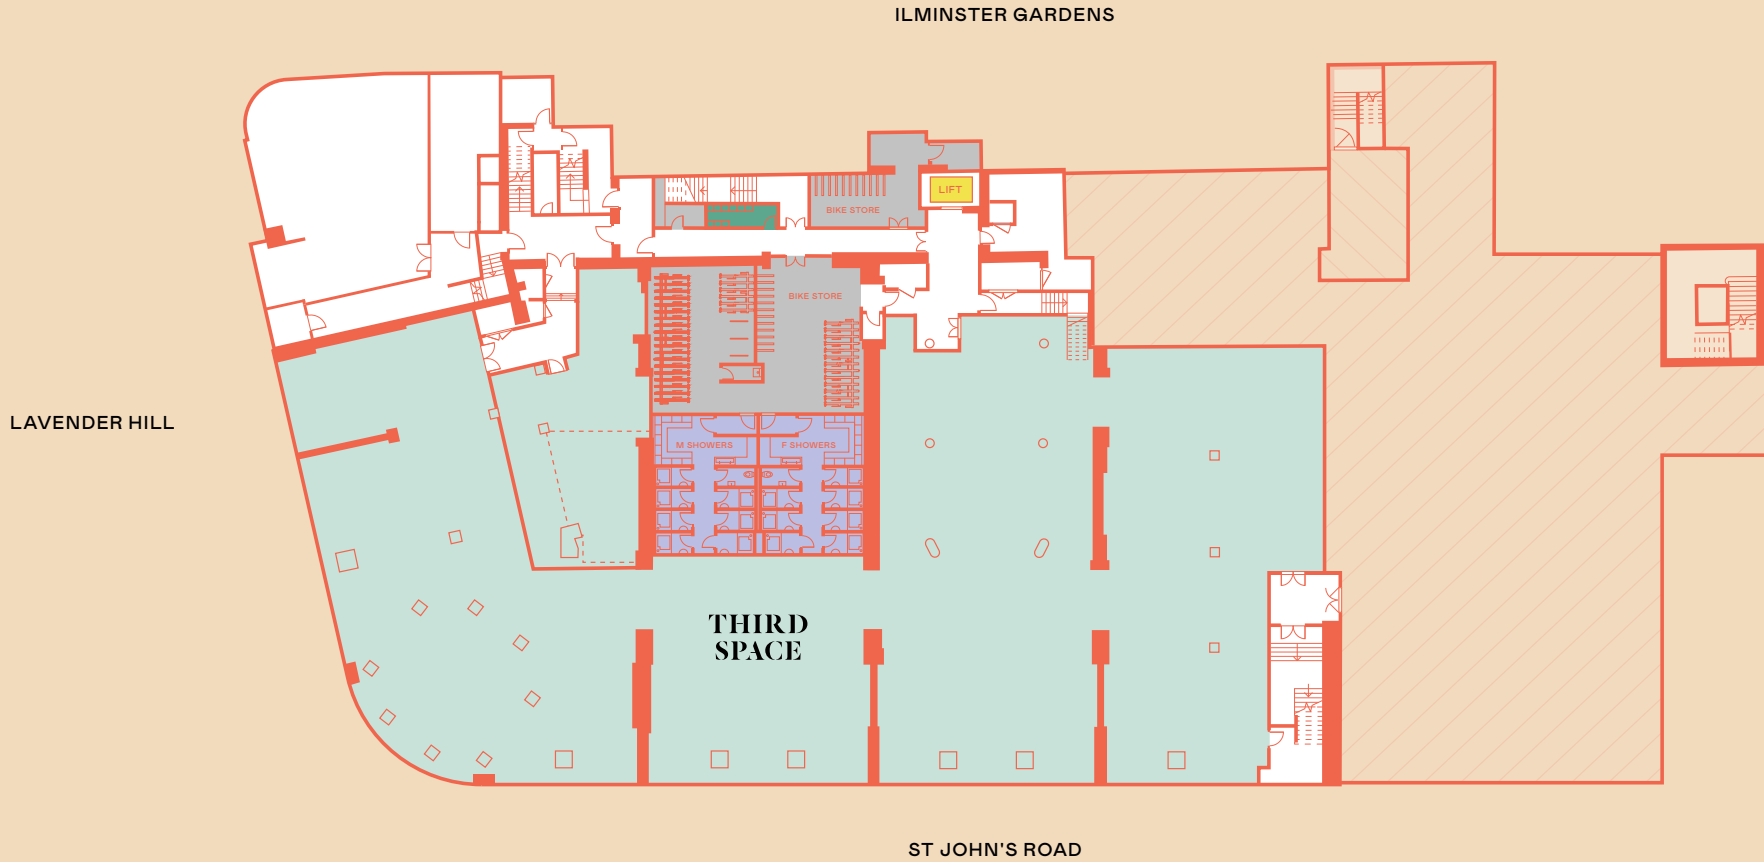 ILMINSTER GARDENS
LIFT
BIKE STORE
BIKE STORE
LAVENDER HILL
M SHOWERS
F SHOWERS
THIRD
SPACE
ST JOHN'S ROAD